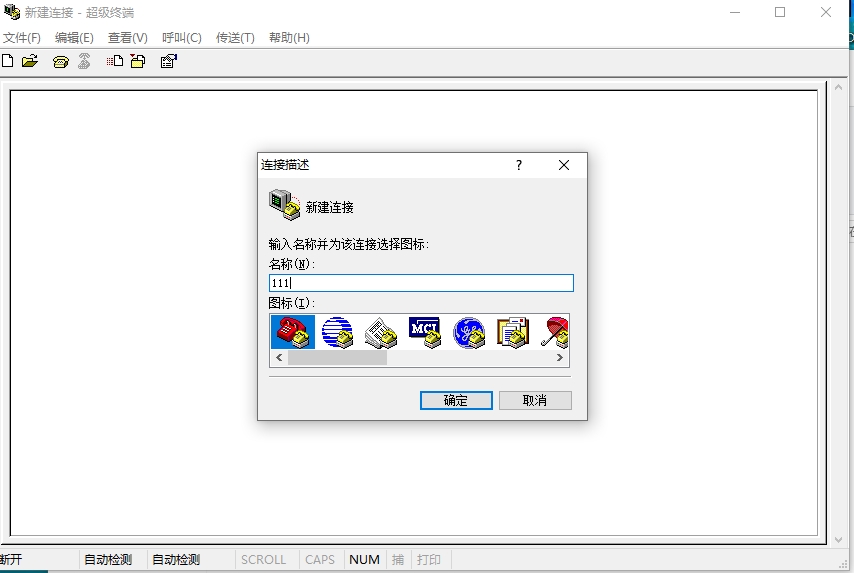 新建连接 - 超级终端
文件(F) 编辑(E) 查看(V) 呼叫(C) 传送(T) 帮助(H)
连接描述 ?
新建连接
输入名称并为该连接选择图标:
名称(N):
111
图标(I):
MCI
确定 取消
断开 自动检测 自动检测 SCROLL CAPS NUM 捕 打印